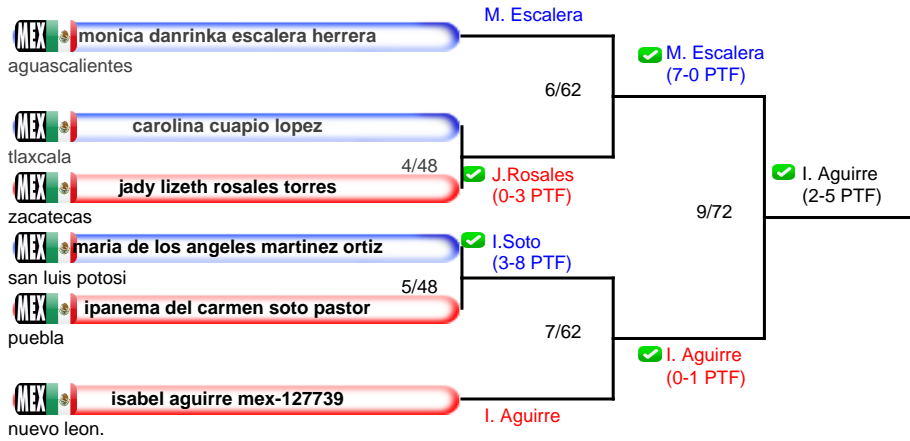 M. Escalera
MEX monica danrinka escalera herrera
aguascalientes
M. Escalera
(7-0 PTF)
6/62
MEX carolina cuapio lopez
tlaxcala
4/48
MEX jady lizeth rosales torres
zacatecas
J.Rosales
(0-3 PTF)
I. Aguirre
(2-5 PTF)
9/72
MEX maria de los angeles martinez ortiz
san luis potosi
I.Soto
(3-8 PTF)
5/48
MEX ipanema del carmen soto pastor
puebla
7/62
I. Aguirre
(0-1 PTF)
MEX isabel aguirre mex-127739
nuevo leon.
I. Aguirre